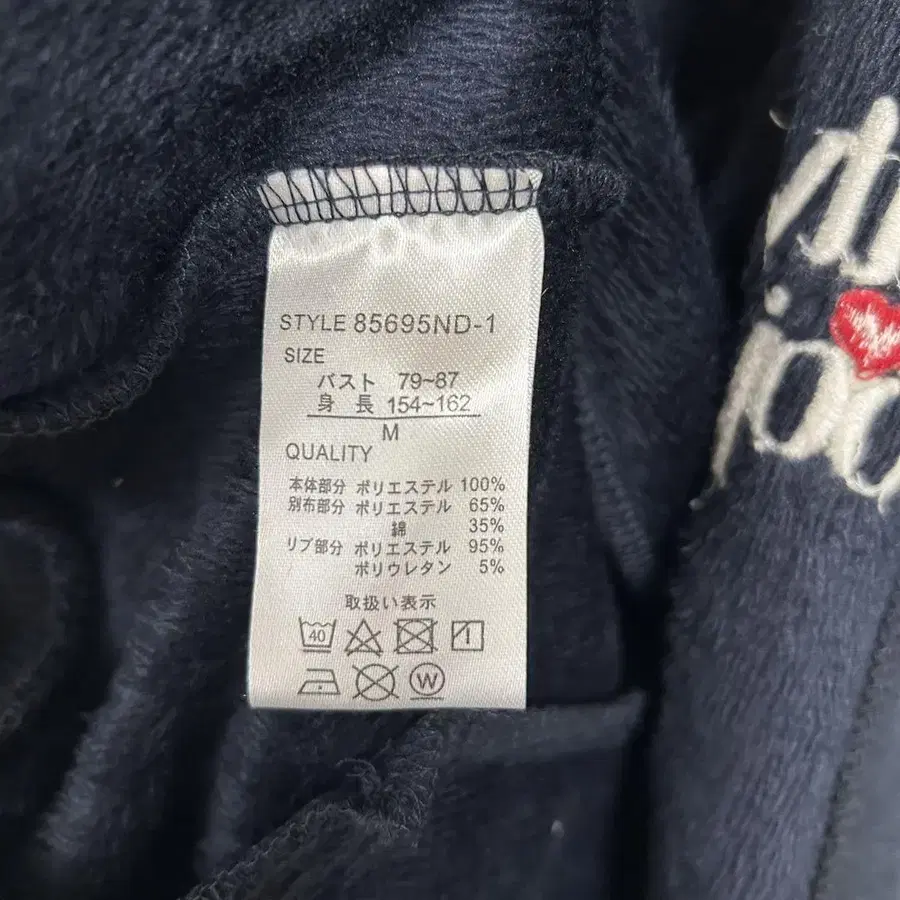 STYLE 85695ND-1
SIZE
バスト 79~87
身 長 154~162
M
QUALITY
本体部分 ポリエステル 100%
別布部分 ポリエステル 65%
綿 35%
リブ部分 ポリエステル 95%
ポリウレタン 5%
取扱い表示
40
W